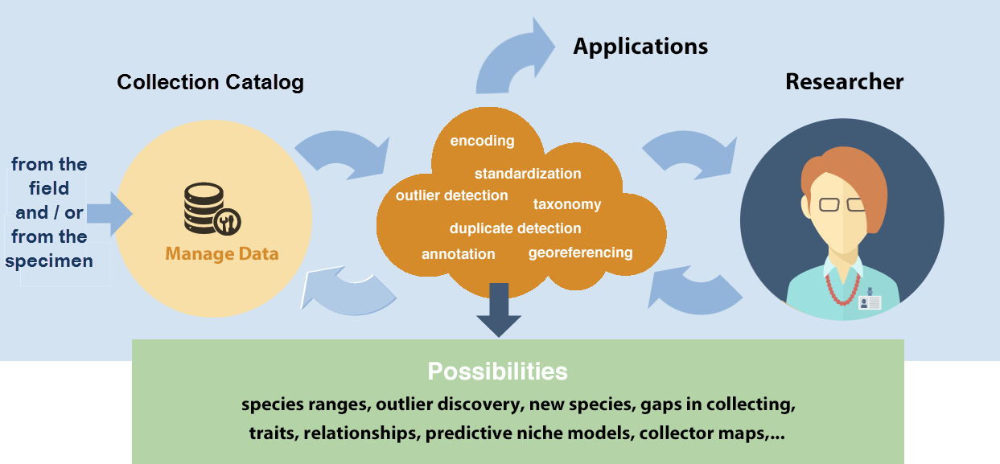 Applications
Collection Catalog
Researcher
from the
field
and / or
from the
specimen
Manage Data
encoding
standardization
outlier detection
taxonomy
duplicate detection
annotation
georeferencing
Possibilities
species ranges, outlier discovery, new species, gaps in collecting,
traits, relationships, predictive niche models, collector maps,...